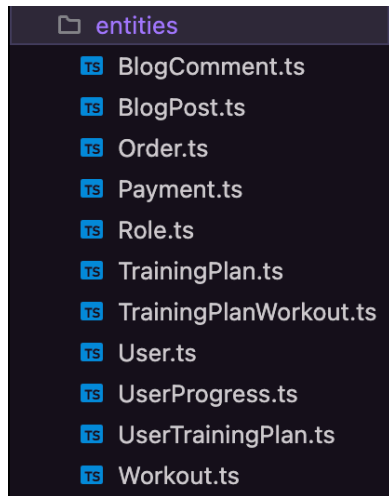 entities
TS BlogComment.ts
TS BlogPost.ts
TS Order.ts
TS Payment.ts
TS Role.ts
TS TrainingPlan.ts
TS TrainingPlanWorkout.ts
TS User.ts
TS UserProgress.ts
TS UserTrainingPlan.ts
TS Workout.ts